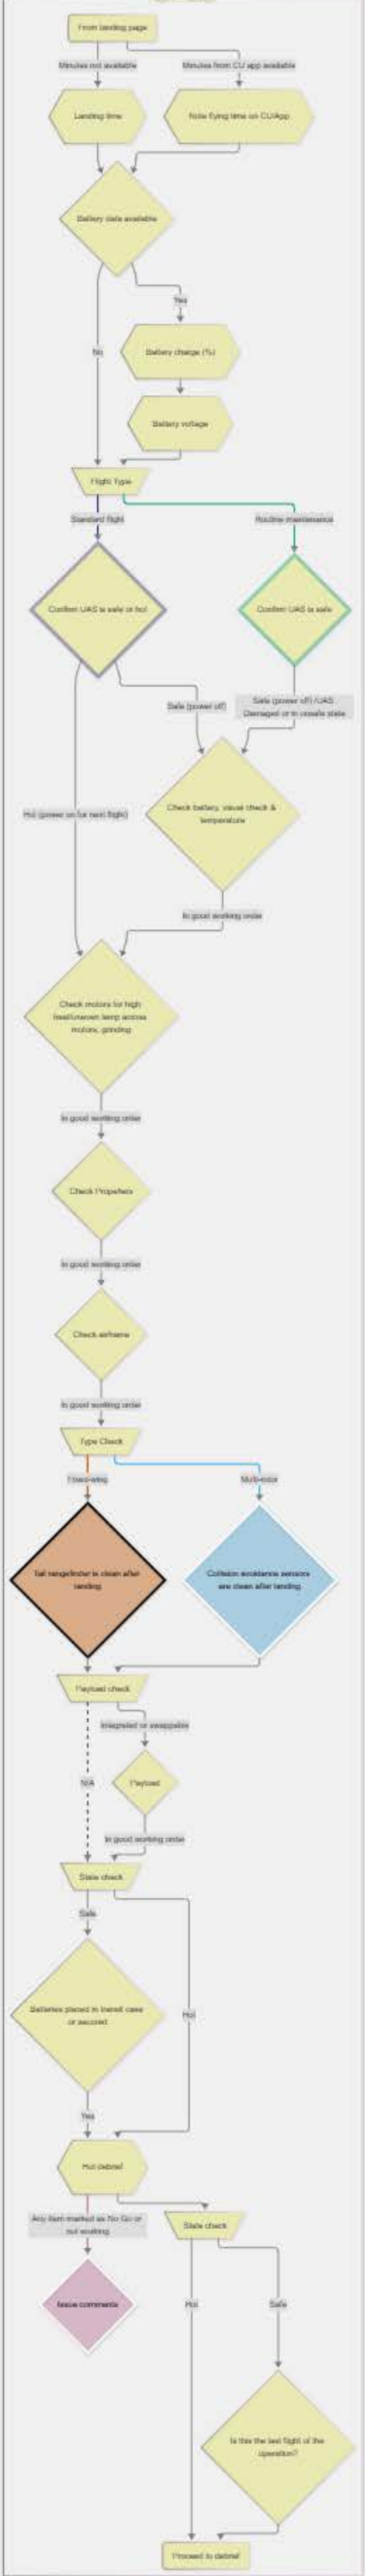 From landing page
Minutes not available
Minutes from CU app available
Landing time
Note flying time on CU/App
Battery data available
Yes
No
Battery charge (%)
Battery voltage
Flight Type
Standard flight
Routine maintenance
Confirm UAS is safe or hot
Confirm UAS is safe
Safe (power off)
Safe (power off) /UAS
Damaged or in unsafe state
Hot (power on for next flight)
Check battery, visual check &
temperature
In good working order
Check motors for high
heat/uneven temp across
motors, grinding
In good working order
Check Propellers
In good working order
Check airframe
In good working order
Type Check
Fixed-wing
Multi-rotor
Tail rangefinder is clean after
landing
Collision avoidance sensors
are clean after landing
Payload check
Integrated or swappable
N/A
Payload
In good working order
State check
Safe
Batteries placed in transit case
or secured
Hot
Yes
Hot debrief
Any item marked as No Go or
not working
State check
Issue comments
Hot
Safe
Is this the last flight of the
operation?
Proceed to debrief